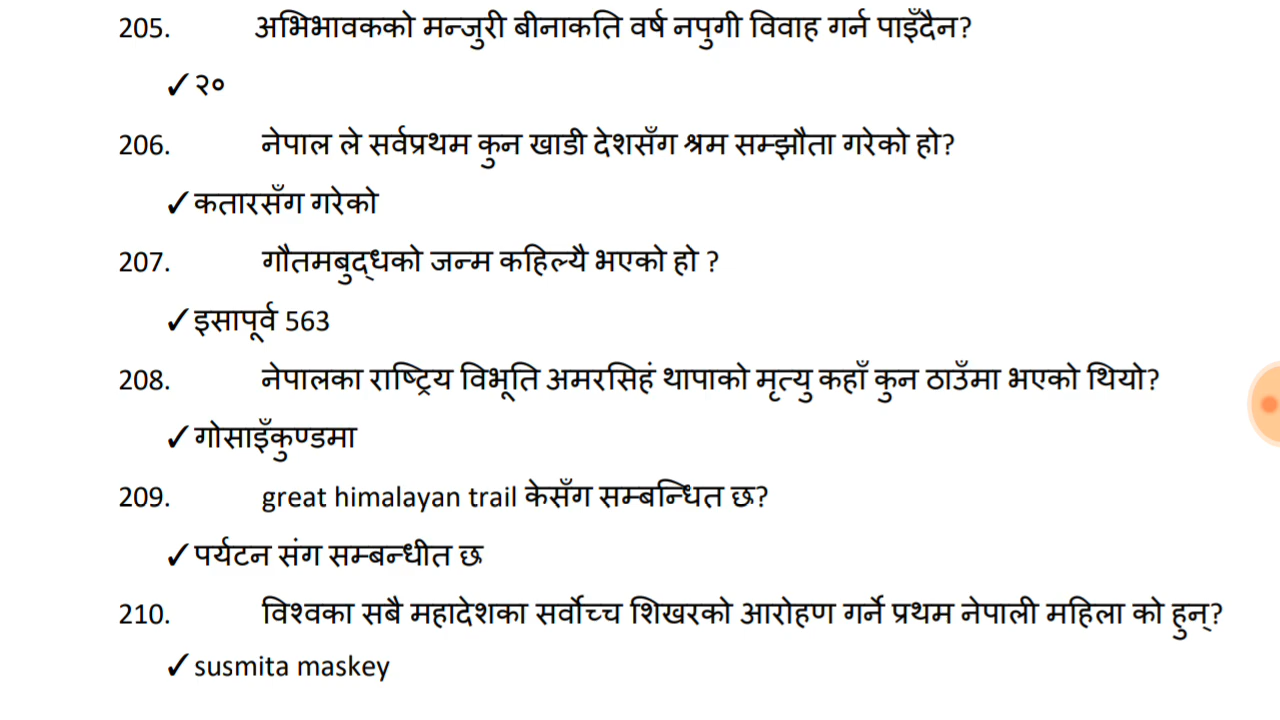 205. अभिभावकको मन्जुरी बीनाकति वर्ष नपुगी विवाह गर्न पाइँदैन?
✓२०
206. नेपाल ले सर्वप्रथम कुन खाडी देशसँग श्रम सम्झौता गरेको हो?
✓कतारसँग गरेको
207. गौतमबुद्धको जन्म कहिल्यै भएको हो ?
✓इसापूर्व 563
208. नेपालका राष्ट्रिय विभूति अमरसिहं थापाको मृत्यु कहाँ कुन ठाउँमा भएको थियो?
✓गोसाइँकुण्डमा
209. great himalayan trail केसँग सम्बन्धित छ?
✓पर्यटन संग सम्बन्धीत छ
210. विश्वका सबै महादेशका सर्वोच्च शिखरको आरोहण गर्ने प्रथम नेपाली महिला को हुन्?
✓susmita maskey